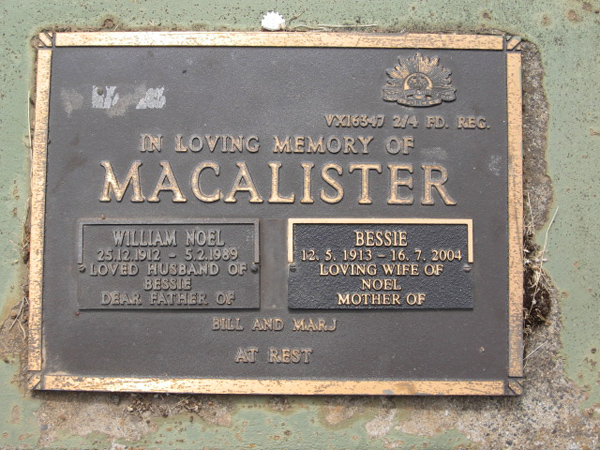 VX16347 2/4 FD. REG.
IN LOVING MEMORY OF
MACALISTER
WILLIAM NOEL
25.12.1912 - 5.2.1989
LOVED HUSBAND OF
BESSIE
DEAR FATHER OF
BESSIE
12. 5. 1913 - 16. 7. 2004
LOVING WIFE OF
NOEL
MOTHER OF
BILL AND MARJ
AT REST